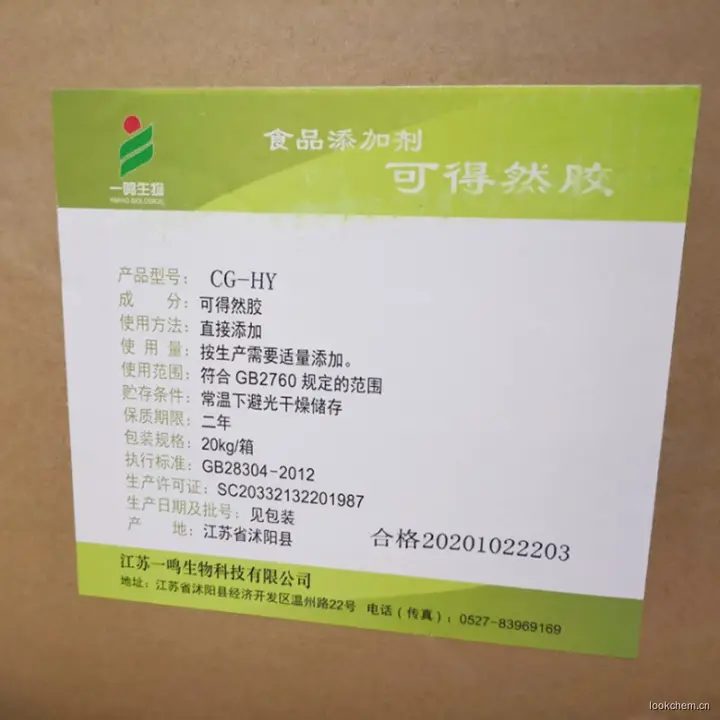 一鸣生物
YIMING BIOLOGICAL
食品添加剂
可得然胶
产品型号： CG-HY
成 分：可得然胶
使用方法：直接添加
使 用 量：按生产需要适量添加。
使用范围：符合 GB2760 规定的范围
贮存条件：常温下避光干燥储存
保质期限：二年
包装规格：20kg/箱
执行标准：GB28304-2012
生产许可证：SC20332132201987
生产日期及批号：见包装
产 地：江苏省沭阳县
合格20201022203
江苏一鸣生物科技有限公司
地址：江苏省沭阳县经济开发区温州路22号 电话（传真）：0527-83969169
lookchem.cn